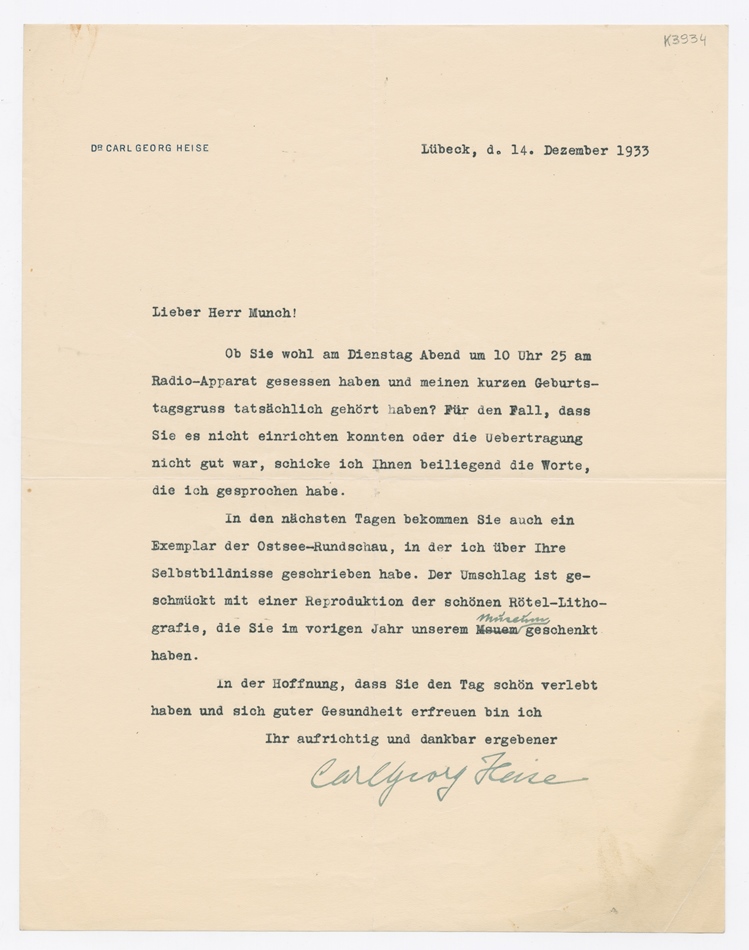 K3934
DR CARL GEORG HEISE
Lübeck, d. 14. Dezember 1933
Lieber Herr Munch!
Ob Sie wohl am Dienstag Abend um 10 Uhr 25 am
Radio-Apparat gesessen haben und meinen kurzen Geburts-
tagsgruss tatsächlich gehört haben? Für den Fall, dass
Sie es nicht einrichten konnten oder die Uebertragung
nicht gut war, schicke ich Ihnen beiliegend die Worte,
die ich gesprochen habe.
In den nächsten Tagen bekommen Sie auch ein
Exemplar der Ostsee-Rundschau, in der ich über Ihre
Selbstbildnisse geschrieben habe. Der Umschlag ist ge-
schmückt mit einer Reproduktion der schönen Rötel-Litho-
Museum
grafie, die Sie im vorigen Jahr unserem Msuem geschenkt
haben.
In der Hoffnung, dass Sie den Tag schön verlebt
haben und sich guter Gesundheit erfreuen bin ich
Ihr aufrichtig und dankbar ergebener
Carl Georg Heise